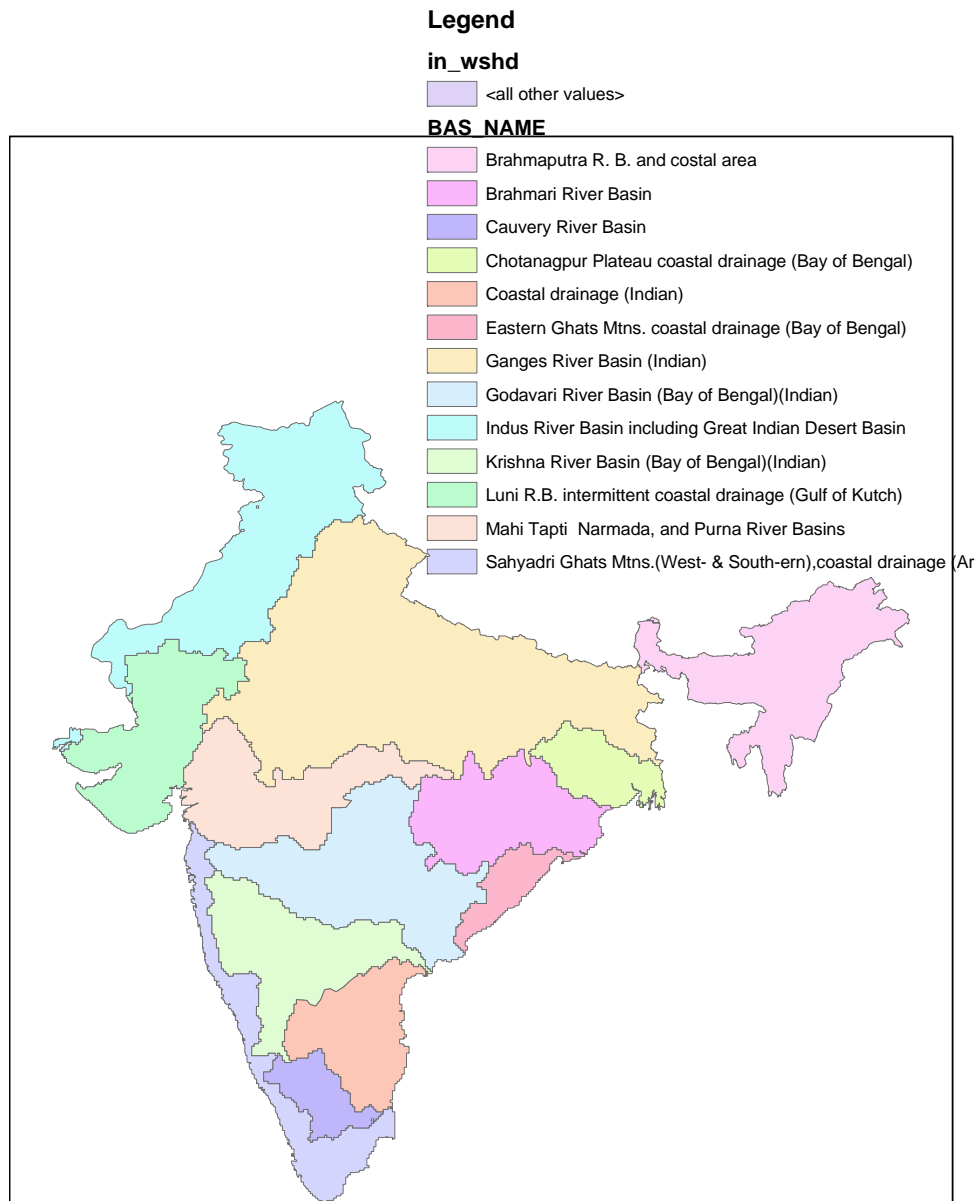 Legend
in_wshd
<all other values>
BAS_NAME
Brahmaputra R. B. and costal area
Brahmari River Basin
Cauvery River Basin
Chotanagpur Plateau coastal drainage (Bay of Bengal)
Coastal drainage (Indian)
Eastern Ghats Mtns. coastal drainage (Bay of Bengal)
Ganges River Basin (Indian)
Godavari River Basin (Bay of Bengal)(Indian)
Indus River Basin including Great Indian Desert Basin
Krishna River Basin (Bay of Bengal)(Indian)
Luni R.B. intermittent coastal drainage (Gulf of Kutch)
Mahi Tapti  Narmada, and Purna River Basins
Sahyadri Ghats Mtns.(West- & South-ern),coastal drainage (Ar